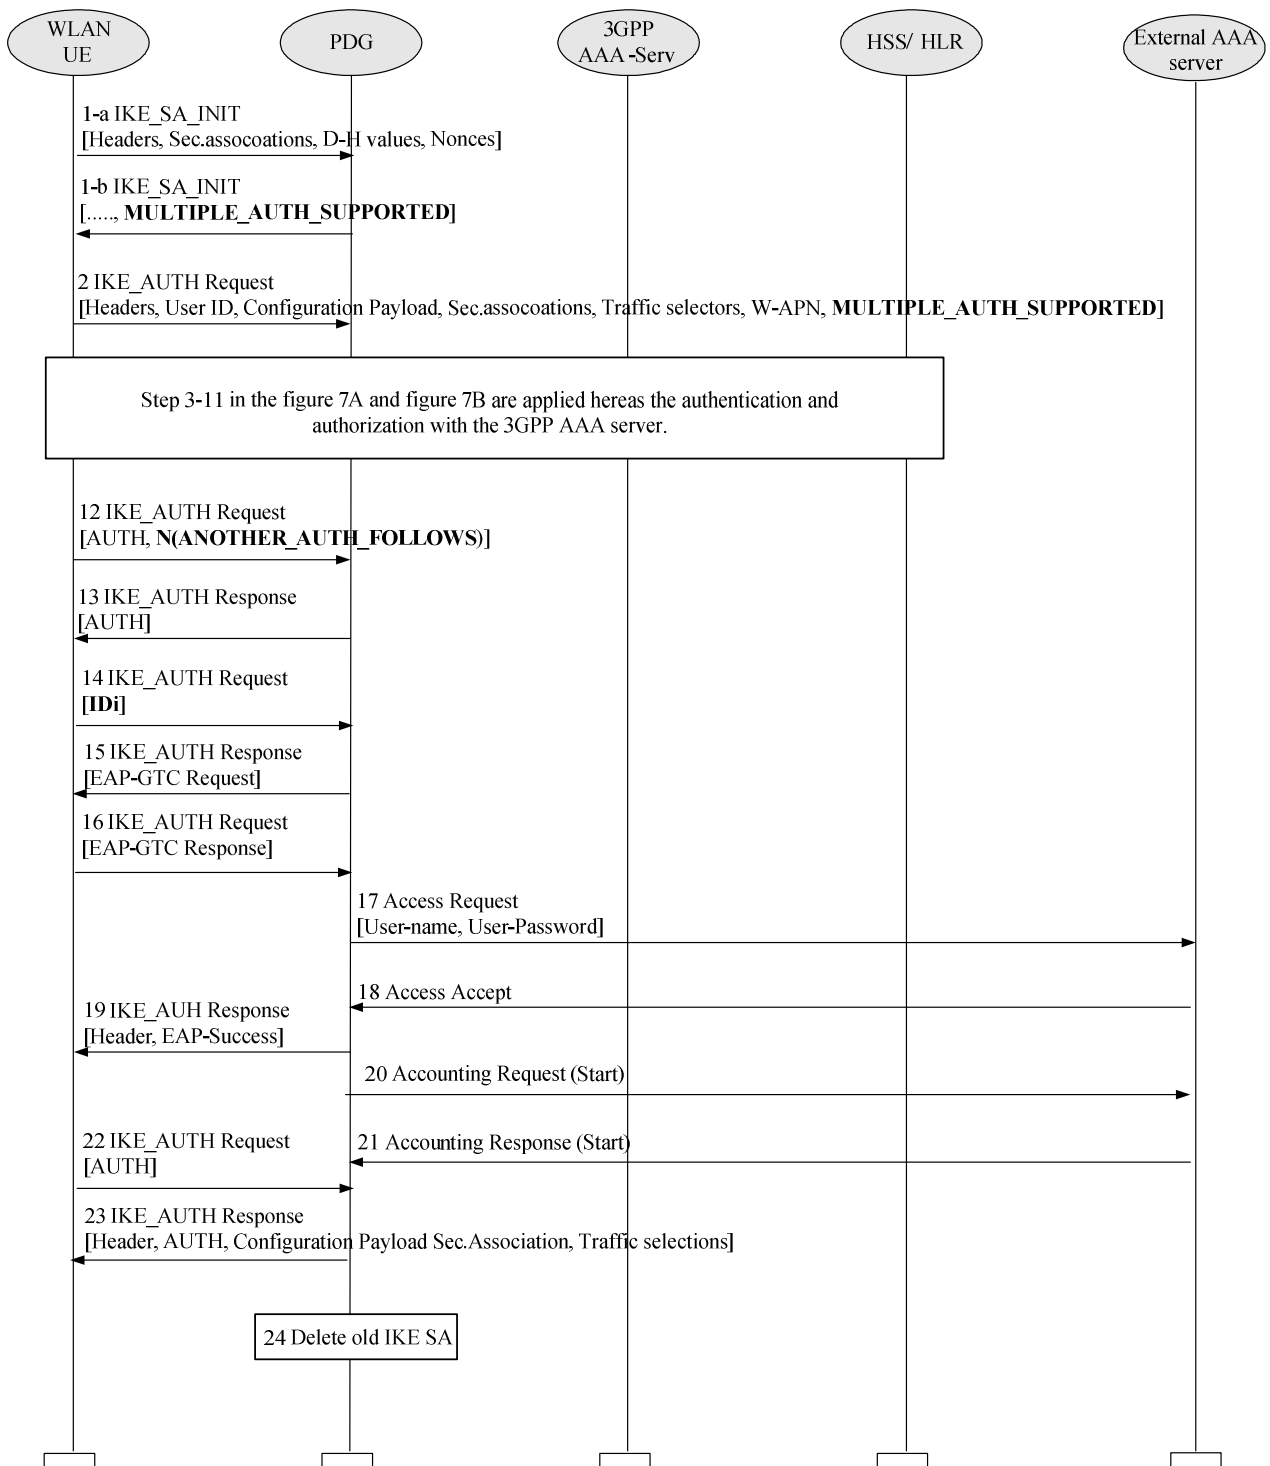 WLAN
UE
PDG
3GPP
AAA-Serv
HSS/ HLR
External AAA
server
1-a IKE_SA_INIT
[Headers, Sec.assocoations, D-H values, Nonces]
1-b IKE_SA_INIT
[....., MULTIPLE_AUTH_SUPPORTED]
2 IKE_AUTH Request
[Headers, User ID, Configuration Payload, Sec.assocoations, Traffic selectors, W-APN, MULTIPLE_AUTH_SUPPORTED]
Step 3-11 in the figure 7A and figure 7B are applied hereas the authentication and
authorization with the 3GPP AAA server.
12 IKE_AUTH Request
[AUTH, N(ANOTHER_AUTH_FOLLOWS)]
13 IKE_AUTH Response
[AUTH]
14 IKE_AUTH Request
[IDi]
15 IKE_AUTH Response
[EAP-GTC Request]
16 IKE_AUTH Request
[EAP-GTC Response]
17 Access Request
[User-name, User-Password]
18 Access Accept
19 IKE_AUH Response
[Header, EAP-Success]
20 Accounting Request (Start)
22 IKE_AUTH Request
[AUTH]
21 Accounting Response (Start)
23 IKE_AUTH Response
[Header, AUTH, Configuration Payload Sec.Association, Traffic selections]
24 Delete old IKE SA